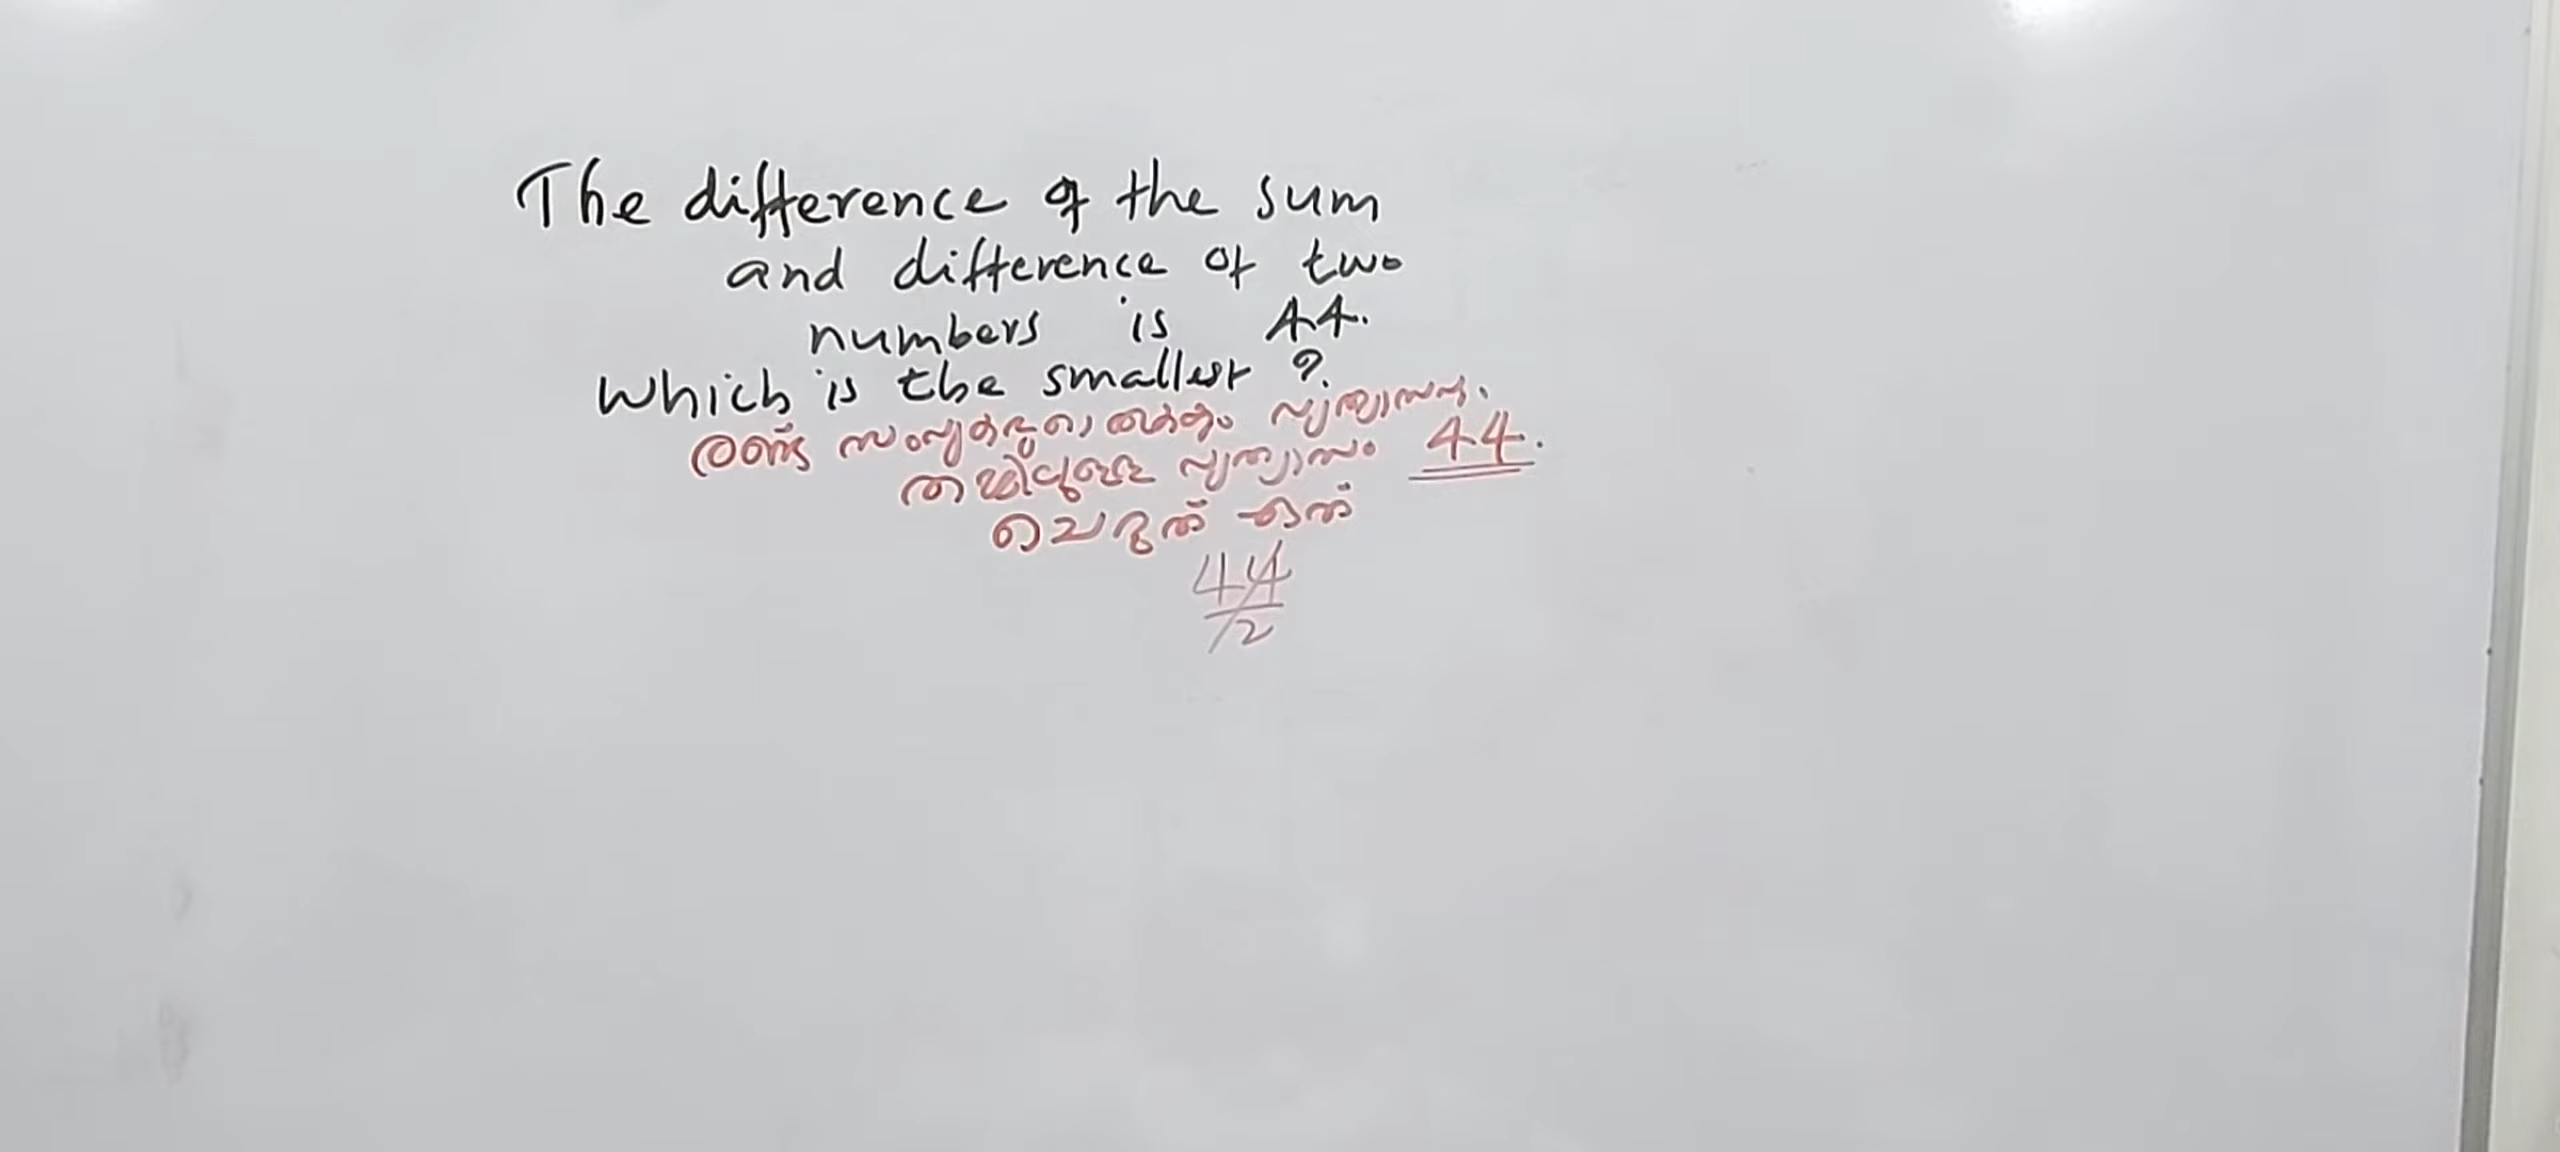 The difference of the sum
and difference of two
numbers is 44.
which is the smallest ?
രണ്ട് സംഖ്യകളുടെ തുകയും വ്യത്യാസവും
തമ്മിലുള്ള വ്യത്യാസം 44.
ചെറുത് ഏത്
44
/2